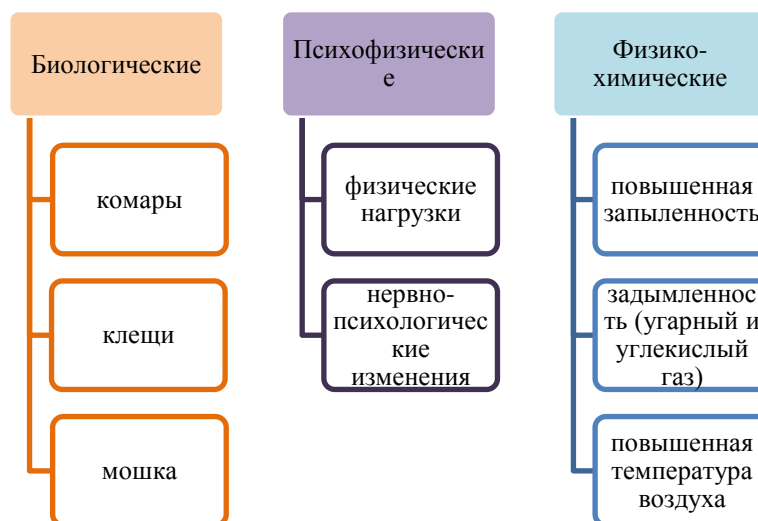 Биологические
комары
клещи
мошка
Психофизически
е
физические
нагрузки
нервно-
психологичес
кие
изменения
Физико-
химические
повышенная
запыленность
задымленнос
ть (угарный и
углекислый
газ)
повышенная
температура
воздуха